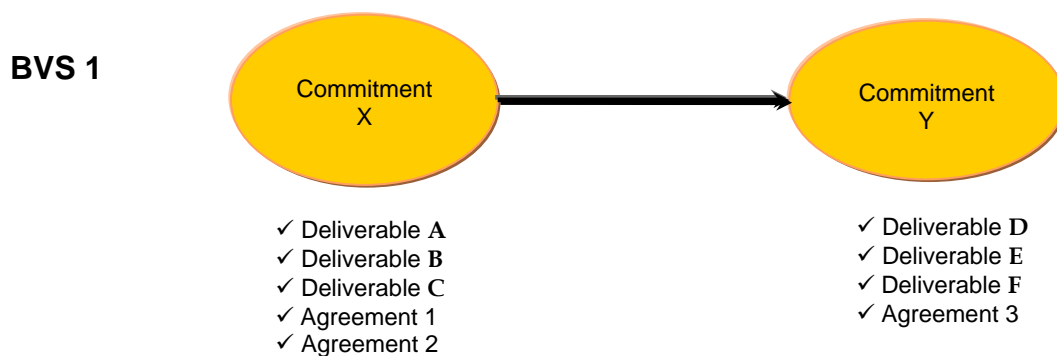 BVS 1
Commitment
X
Commitment
Y
✓ Deliverable A
✓ Deliverable B
✓ Deliverable C
✓ Agreement 1
✓ Agreement 2
✓ Deliverable D
✓ Deliverable E
✓ Deliverable F
✓ Agreement 3